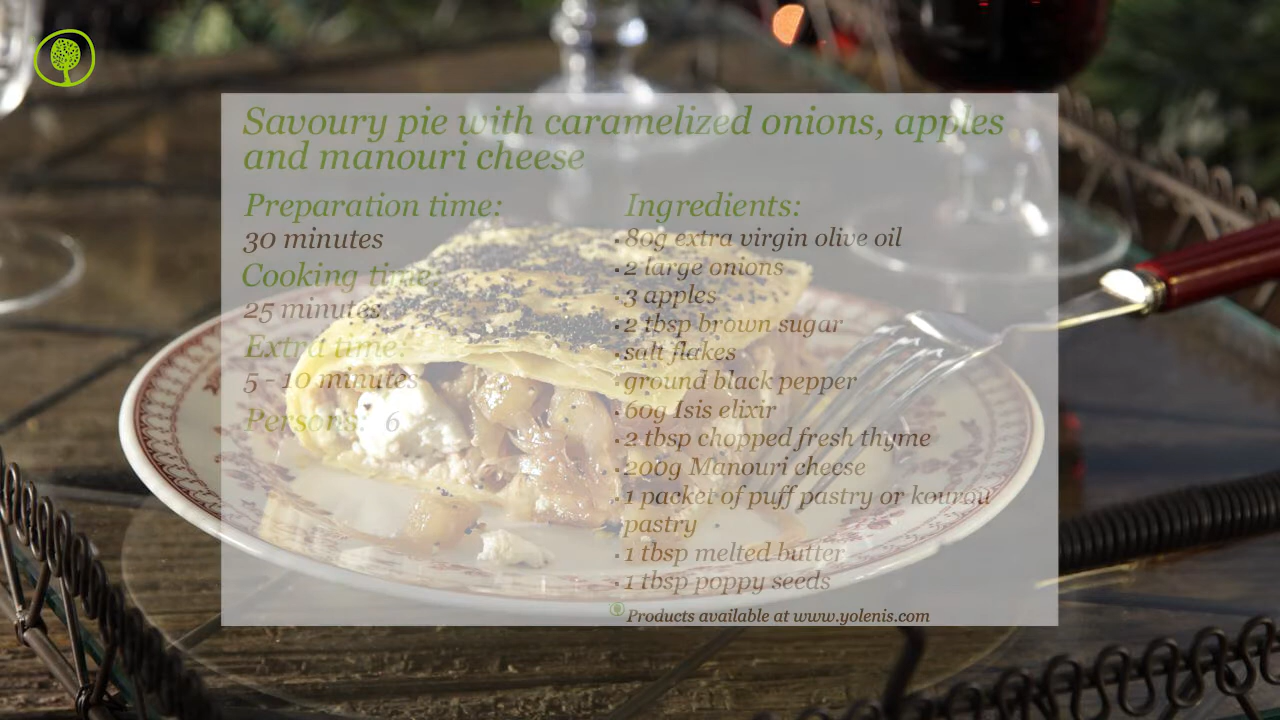 Savoury pie with caramelized onions, apples
and manouri cheese
Preparation time:
30 minutes
Cooking time:
25 minutes
Extra time:
5 - 10 minutes
Persons: 6
Ingredients:
80g extra virgin olive oil
2 large onions
3 apples
2 tbsp brown sugar
salt flakes
ground black pepper
60g Isis elixir
2 tbsp chopped fresh thyme
200g Manouri cheese
1 packet of puff pastry or kourou
pastry
1 tbsp melted butter
1 tbsp poppy seeds
Products available at www.yolenis.com